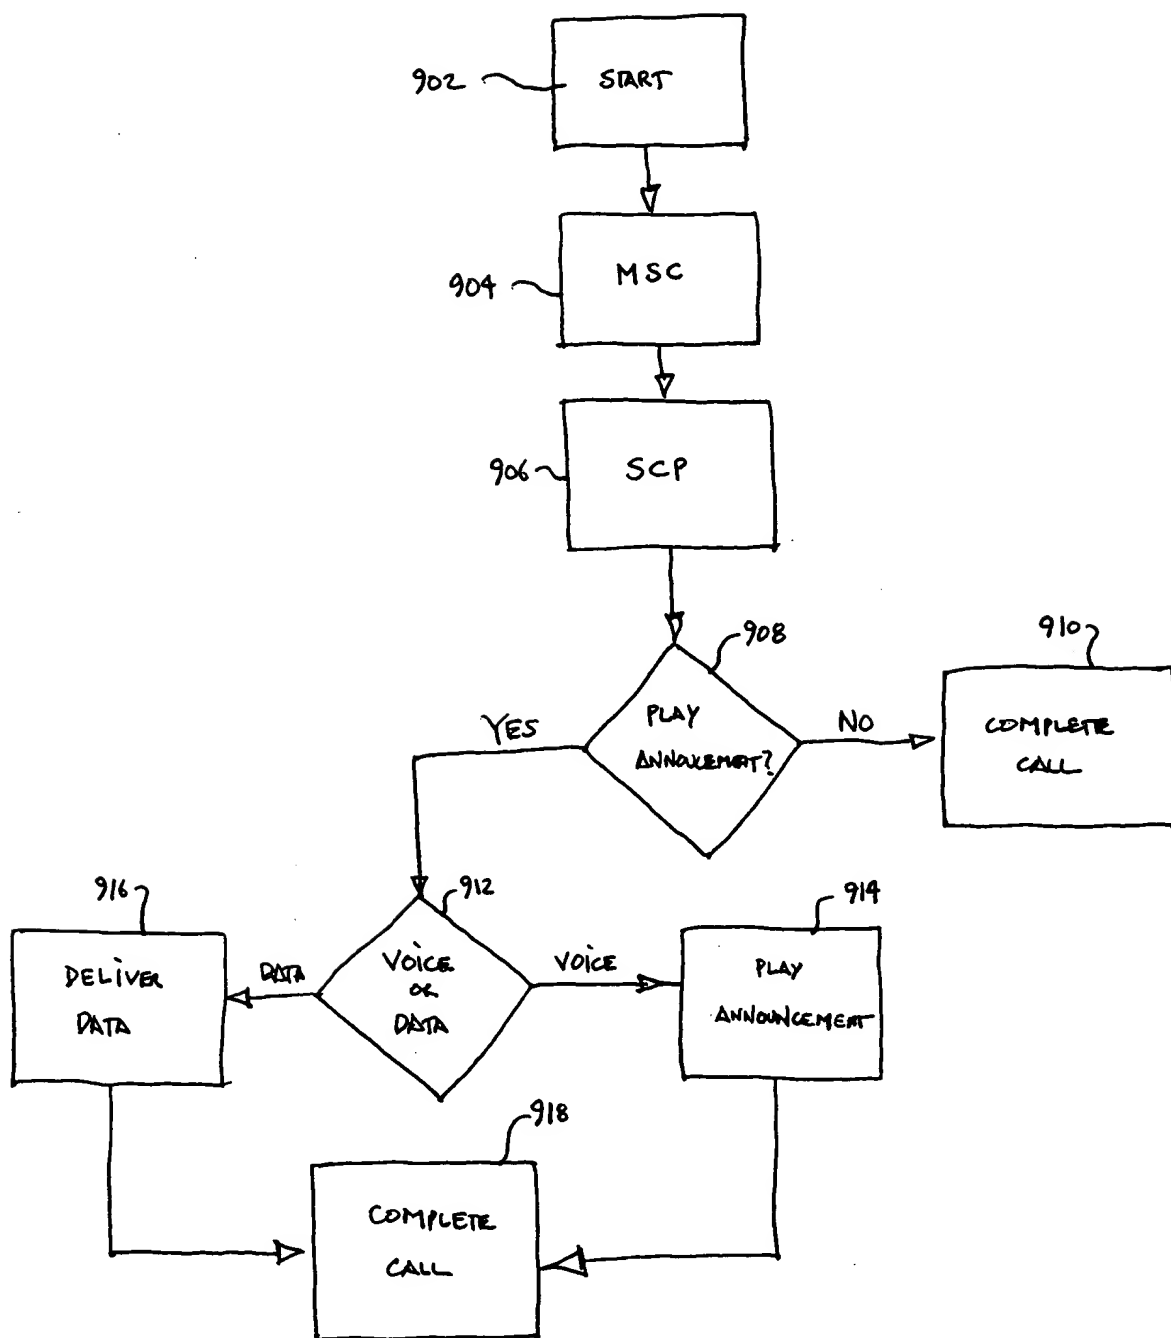 902
START
904
MSC
906
SCP
908
PLAY
ANNOUCEMENT?
YES
NO
910
COMPLETE
CALL
912
VOICE
OR
DATA
DATA
VOICE
916
DELIVER
DATA
914
PLAY
ANNOUNCEMENT
918
COMPLETE
CALL